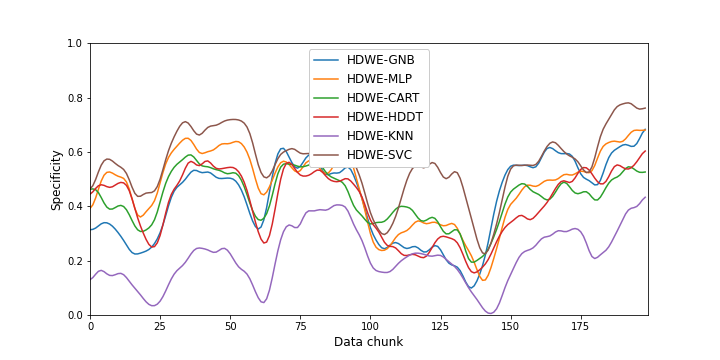 1.0
0.8
0.6
0.4
0.2
0.0
Specificity
HDWE-GNB
HDWE-MLP
HDWE-CART
HDWE-HDDT
HDWE-KNN
HDWE-SVC
0 25 50 75 100 125 150 175
Data chunk